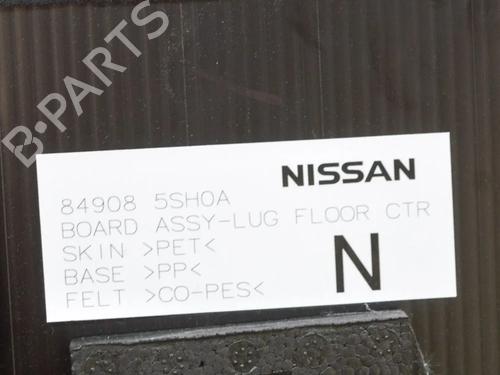 B·PARTS
NISSAN
84908 5SH0A
BOARD ASSY-LUG FLOOR CTR
SKIN >PET<
BASE >PP<
FELT >CO-PES<
N